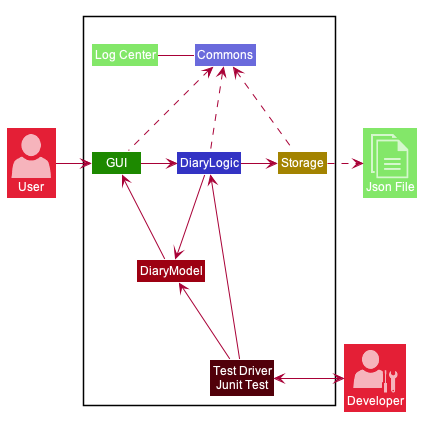 Log Center
Commons
User
GUI
DiaryLogic
Storage
Json File
DiaryModel
Test Driver
Junit Test
Developer